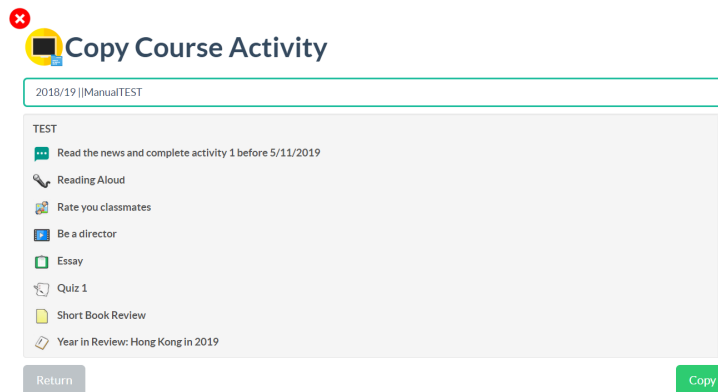 Copy Course Activity
2018/19 ||ManualTEST
TEST
Read the news and complete activity 1 before 5/11/2019
Reading Aloud
Rate you classmates
Be a director
Essay
Quiz 1
Short Book Review
Year in Review: Hong Kong in 2019
Return
Copy